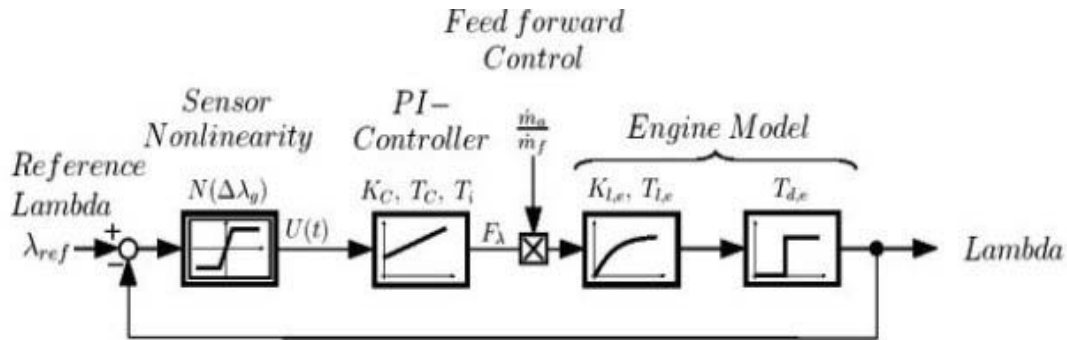 Feed forward
Control
Sensor
Nonlinearity
PI−
Controller
ṁₐ
ṁ_f
Engine Model
Reference
Lambda
λ_ref
+
−
N(Δλ_g)
U(t)
K_C, T_C, T_i
F_λ
K_{l,e}, T_{l,e}
T_{d,e}
Lambda